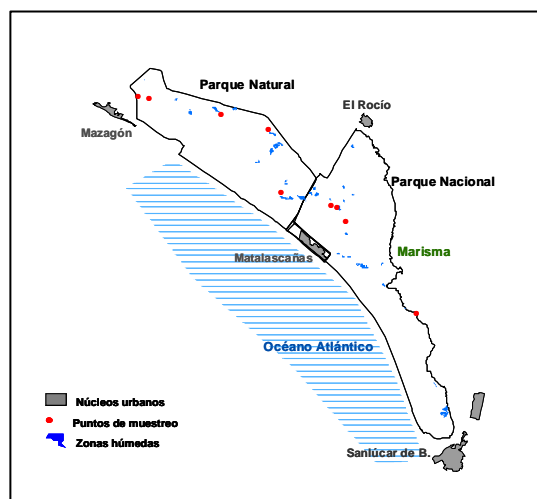 Parque Natural
El Rocío
Mazagón
Parque Nacional
Marisma
Matalascañas
Océano Atlántico
Núcleos urbanos
Puntos de muestreo
Zonas húmedas
Sanlúcar de B.